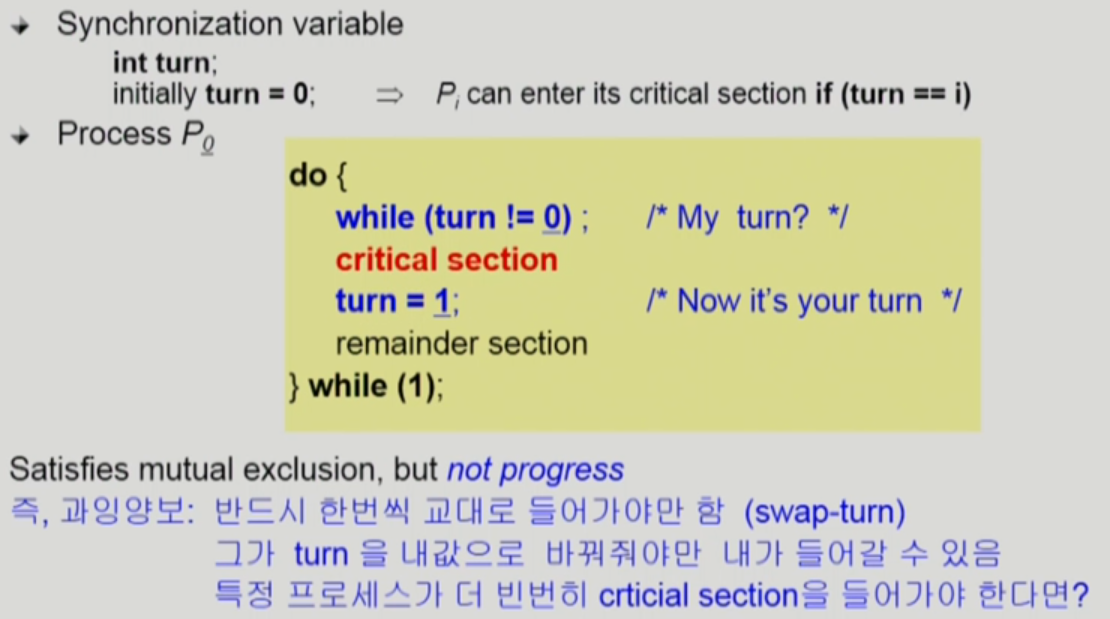 Synchronization variable
int turn;
initially turn = 0; ⇒ Pi can enter its critical section if (turn == i)
Process P0
do {
while (turn != 0) ; /* My turn? */
critical section
turn = 1; /* Now it's your turn */
remainder section
} while (1);
Satisfies mutual exclusion, but not progress
즉, 과잉양보: 반드시 한번씩 교대로 들어가야만 함 (swap-turn)
그가 turn 을 내값으로 바꿔줘야만 내가 들어갈 수 있음
특정 프로세스가 더 빈번히 crticial section을 들어가야 한다면?